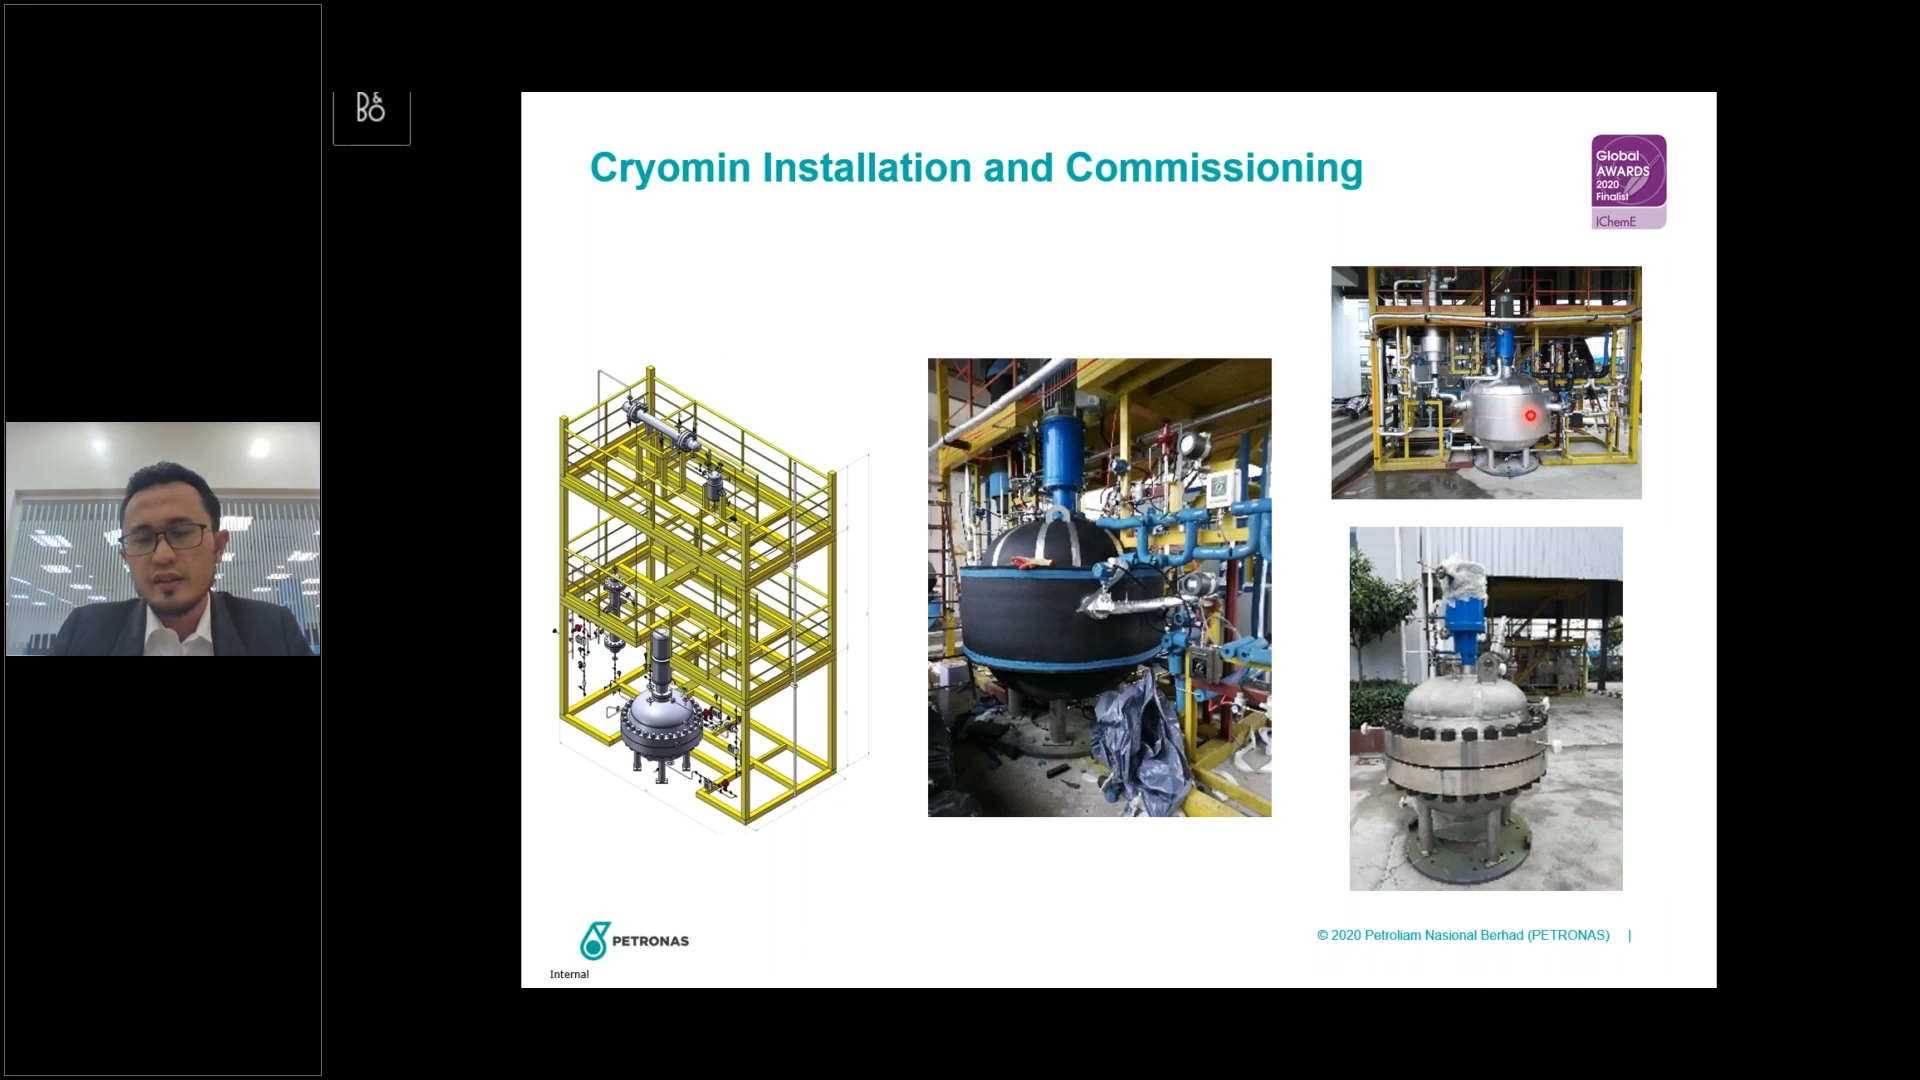 B&O
Cryomin Installation and Commissioning
Global
AWARDS
2020
Finalist
IChemE
PETRONAS
© 2020 Petroliam Nasional Berhad (PETRONAS) |
Internal